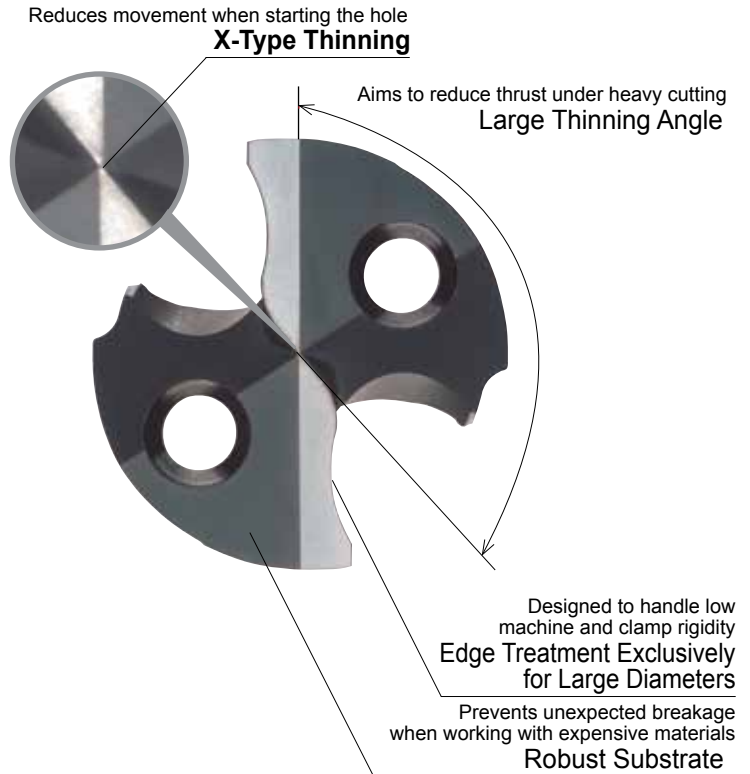 Reduces movement when starting the hole
X-Type Thinning
Aims to reduce thrust under heavy cutting
Large Thinning Angle
Designed to handle low
machine and clamp rigidity
Edge Treatment Exclusively
for Large Diameters
Prevents unexpected breakage
when working with expensive materials
Robust Substrate